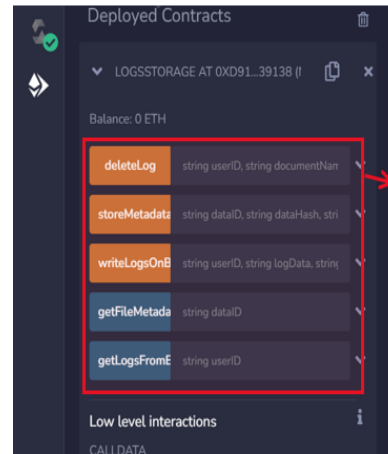 Deployed Contracts
LOGSSTORAGE AT 0XD91...39138 (
Balance: 0 ETH
deleteLog string userID, string documentNam
storeMetadata string dataID, string dataHash, stri
writeLogsOnB string userID, string logData, string
getFileMetada string dataID
getLogsFromE string userID
Low level interactions i
CALLDATA